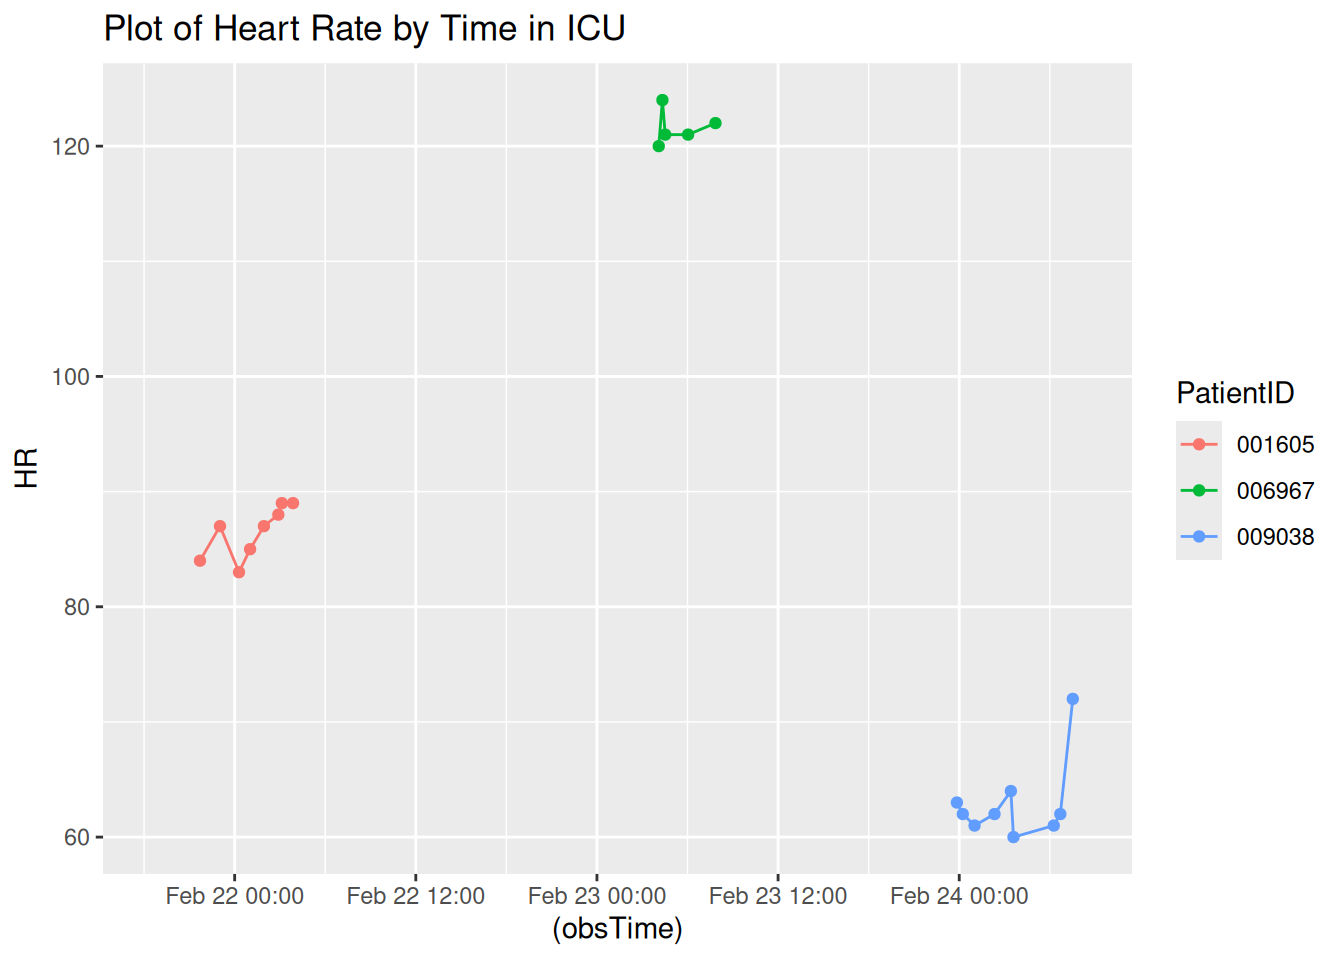 Plot of Heart Rate by Time in ICU
120
100
80
60
HR
Feb 22 00:00 Feb 22 12:00 Feb 23 00:00 Feb 23 12:00 Feb 24 00:00
(obsTime)
PatientID
001605
006967
009038